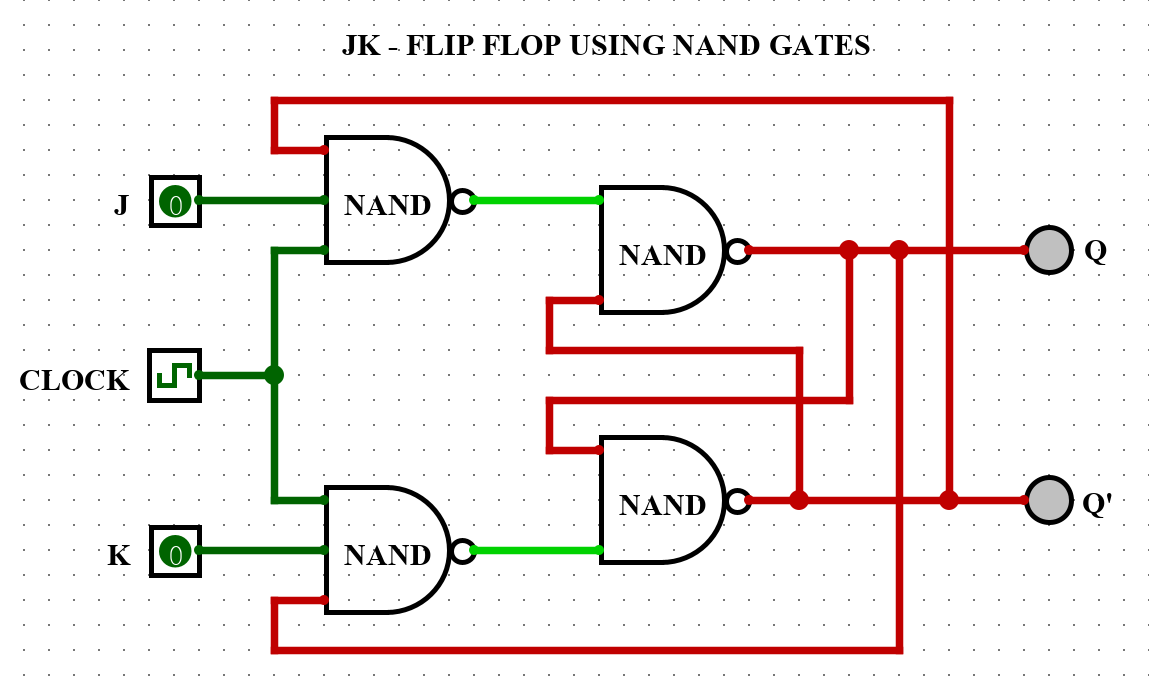 JK - FLIP FLOP USING NAND GATES
J
0
NAND
NAND
Q
CLOCK
K
0
NAND
NAND
Q'